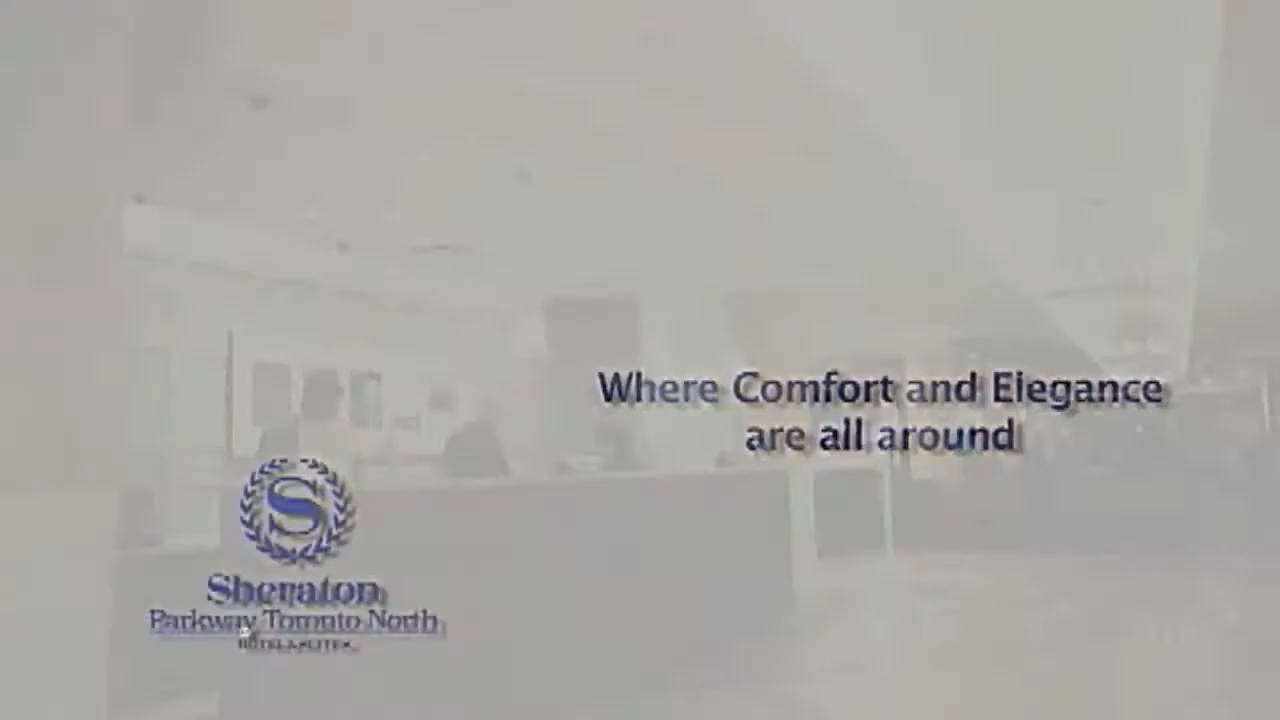 Where Comfort and Elegance
are all around
S
Sheraton
Parkway Toronto North